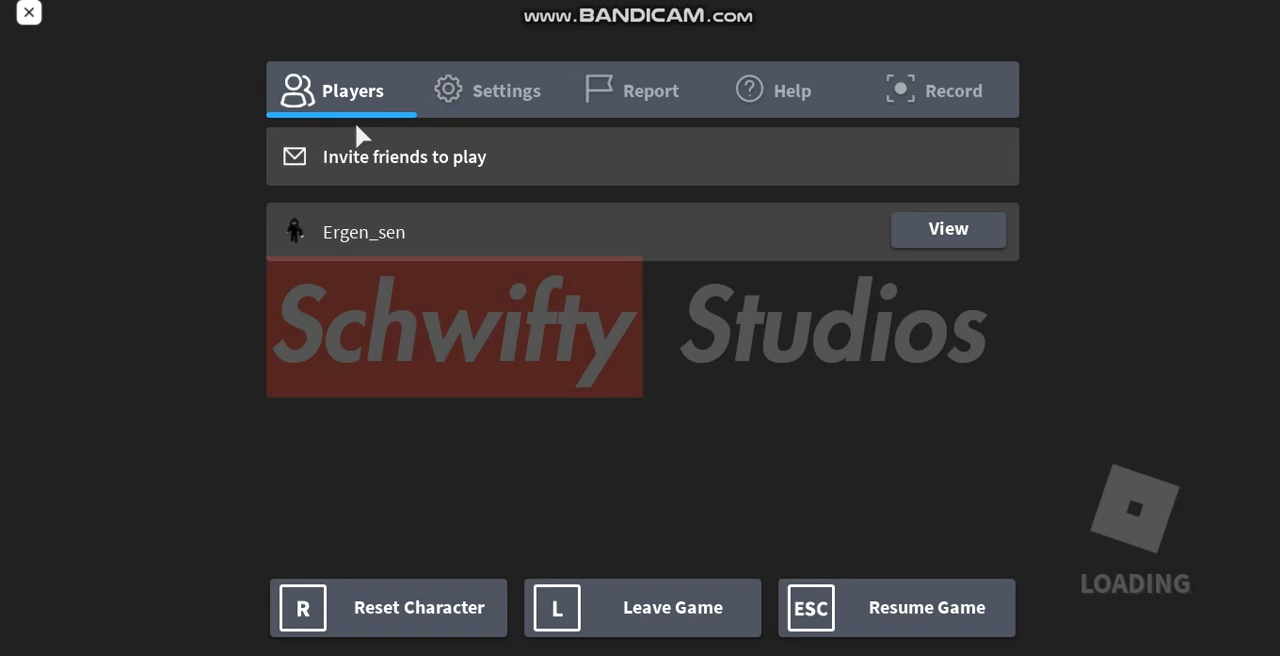 www.BANDICAM.com
Players Settings Report Help Record
Invite friends to play
Ergen_sen View
Schwifty Studios
LOADING
R Reset Character L Leave Game ESC Resume Game